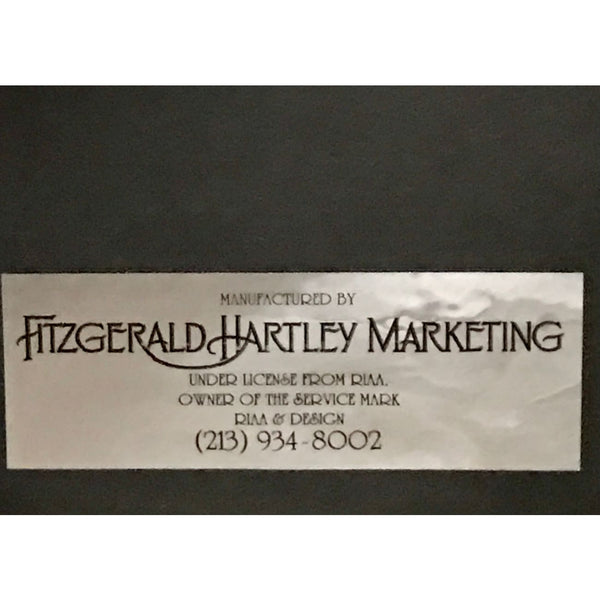 MANUFACTURED BY
FITZGERALD HARTLEY MARKETING
UNDER LICENSE FROM RIAA,
OWNER OF THE SERVICE MARK
RIAA & DESIGN
(213) 934-8002